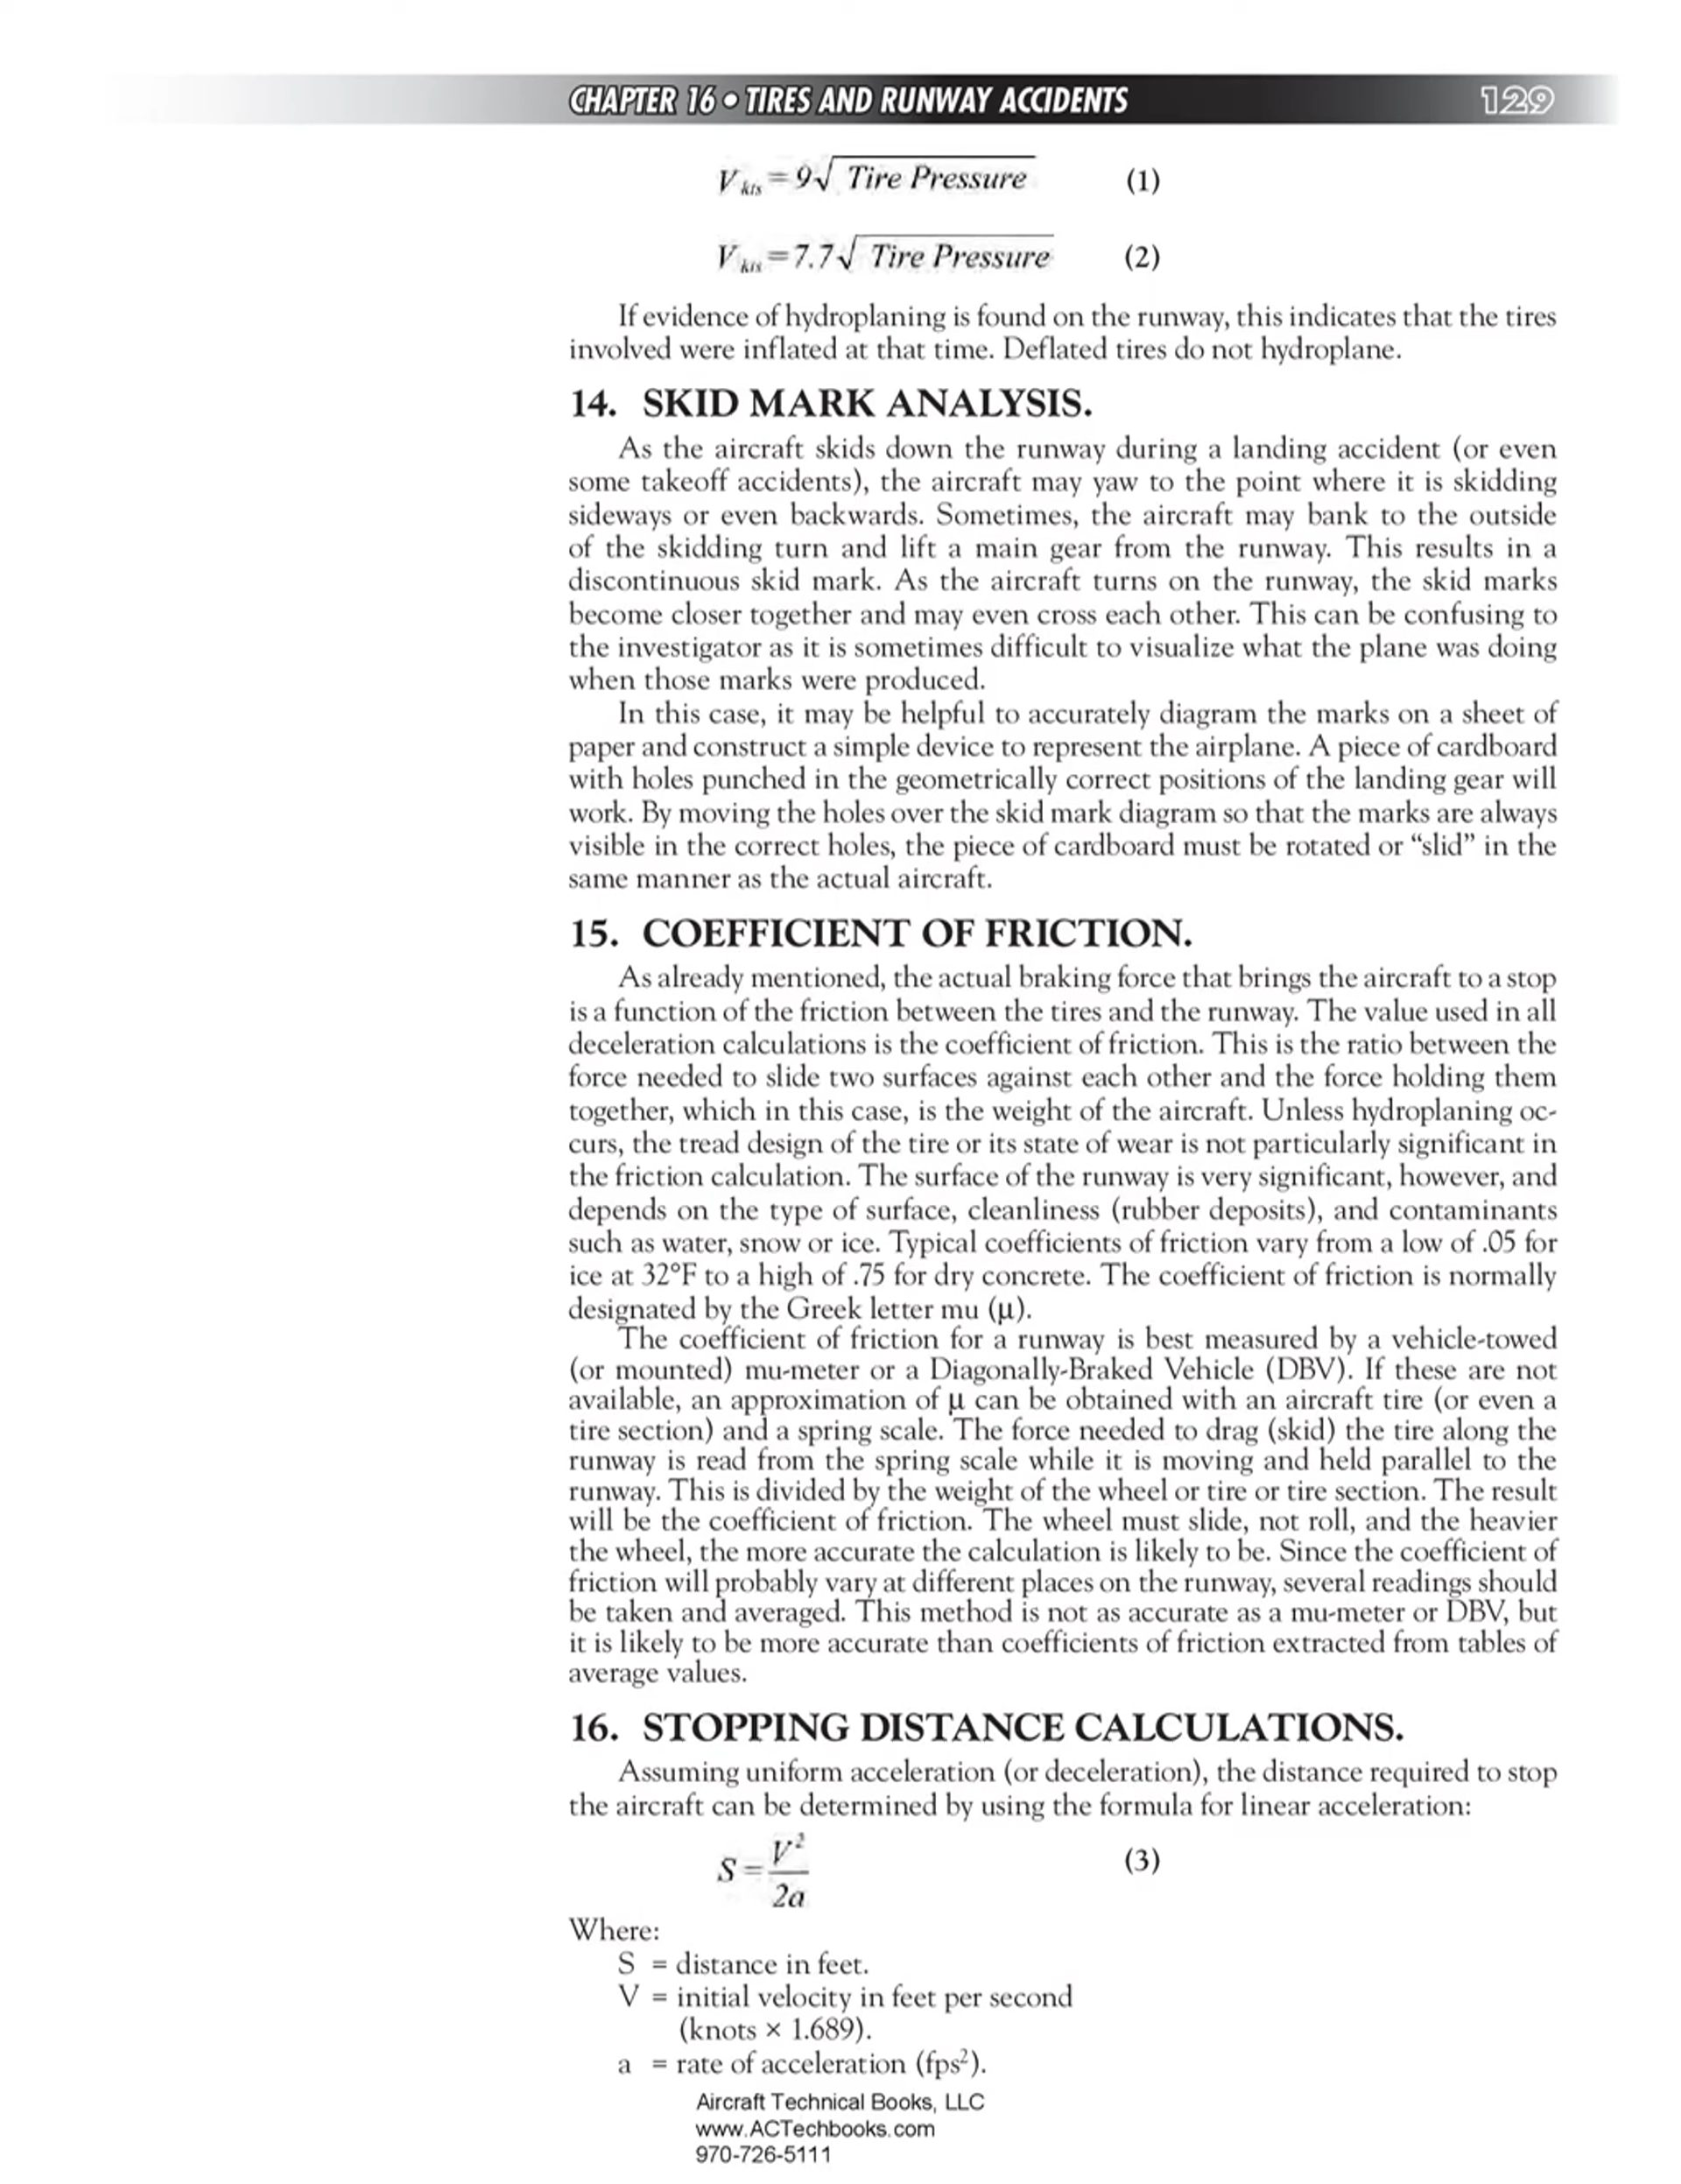 CHAPTER 16 • TIRES AND RUNWAY ACCIDENTS 129
V kts = 9√ Tire Pressure (1)
V kts = 7.7√ Tire Pressure (2)
If evidence of hydroplaning is found on the runway, this indicates that the tires
involved were inflated at that time. Deflated tires do not hydroplane.
14. SKID MARK ANALYSIS.
As the aircraft skids down the runway during a landing accident (or even
some takeoff accidents), the aircraft may yaw to the point where it is skidding
sideways or even backwards. Sometimes, the aircraft may bank to the outside
of the skidding turn and lift a main gear from the runway. This results in a
discontinuous skid mark. As the aircraft turns on the runway, the skid marks
become closer together and may even cross each other. This can be confusing to
the investigator as it is sometimes difficult to visualize what the plane was doing
when those marks were produced.
In this case, it may be helpful to accurately diagram the marks on a sheet of
paper and construct a simple device to represent the airplane. A piece of cardboard
with holes punched in the geometrically correct positions of the landing gear will
work. By moving the holes over the skid mark diagram so that the marks are always
visible in the correct holes, the piece of cardboard must be rotated or “slid” in the
same manner as the actual aircraft.
15. COEFFICIENT OF FRICTION.
As already mentioned, the actual braking force that brings the aircraft to a stop
is a function of the friction between the tires and the runway. The value used in all
deceleration calculations is the coefficient of friction. This is the ratio between the
force needed to slide two surfaces against each other and the force holding them
together, which in this case, is the weight of the aircraft. Unless hydroplaning oc-
curs, the tread design of the tire or its state of wear is not particularly significant in
the friction calculation. The surface of the runway is very significant, however, and
depends on the type of surface, cleanliness (rubber deposits), and contaminants
such as water, snow or ice. Typical coefficients of friction vary from a low of .05 for
ice at 32°F to a high of .75 for dry concrete. The coefficient of friction is normally
designated by the Greek letter mu (µ).
The coefficient of friction for a runway is best measured by a vehicle-towed
(or mounted) mu-meter or a Diagonally-Braked Vehicle (DBV). If these are not
available, an approximation of µ can be obtained with an aircraft tire (or even a
tire section) and a spring scale. The force needed to drag (skid) the tire along the
runway is read from the spring scale while it is moving and held parallel to the
runway. This is divided by the weight of the wheel or tire or tire section. The result
will be the coefficient of friction. The wheel must slide, not roll, and the heavier
the wheel, the more accurate the calculation is likely to be. Since the coefficient of
friction will probably vary at different places on the runway, several readings should
be taken and averaged. This method is not as accurate as a mu-meter or DBV, but
it is likely to be more accurate than coefficients of friction extracted from tables of
average values.
16. STOPPING DISTANCE CALCULATIONS.
Assuming uniform acceleration (or deceleration), the distance required to stop
the aircraft can be determined by using the formula for linear acceleration:
S = V² / 2a (3)
Where:
S = distance in feet.
V = initial velocity in feet per second
(knots × 1.689).
a = rate of acceleration (fps²).
Aircraft Technical Books, LLC
www.ACTechbooks.com
970-726-5111